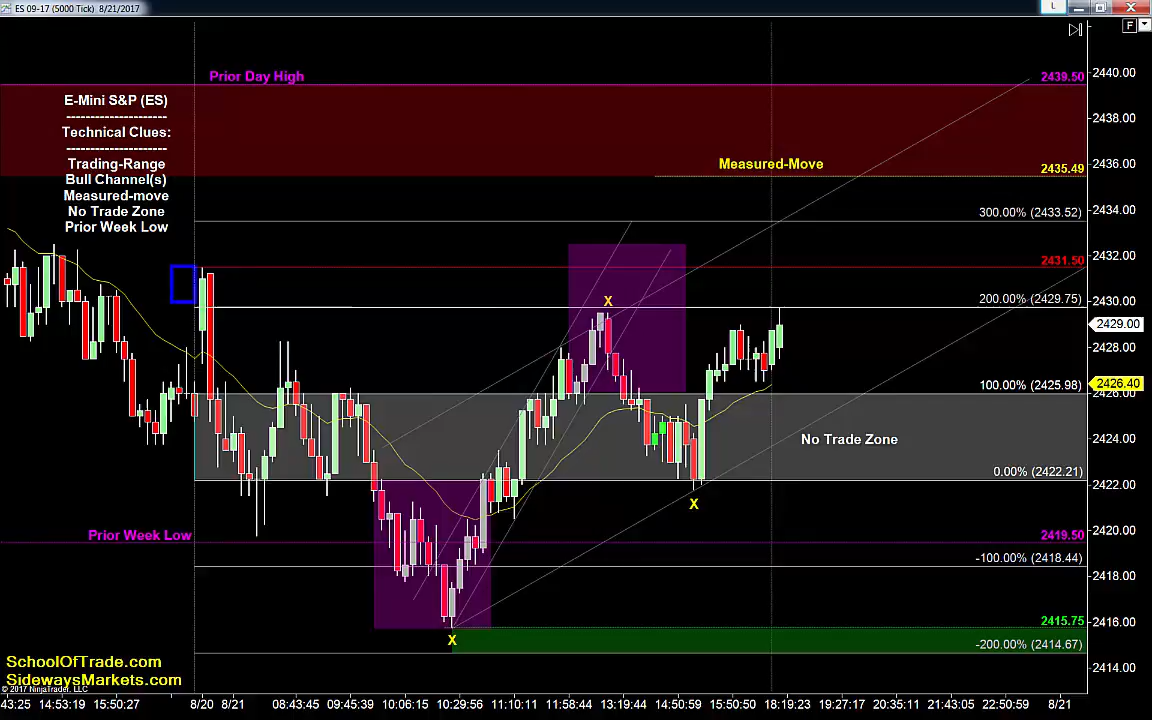 ES 09-17 (5000 Tick) 8/21/2017
L
F
Prior Day High
2439.50
2440.00
E-Mini S&P (ES)
---------------------
Technical Clues:
---------------------
Trading-Range
Bull Channel(s)
Measured-move
No Trade Zone
Prior Week Low
2438.00
Measured-Move
2436.00
2435.49
300.00% (2433.52)
2434.00
2431.50
2432.00
200.00% (2429.75)
2430.00
X
2429.00
2428.00
100.00% (2425.98)
2426.40
2426.00
No Trade Zone
2424.00
0.00% (2422.21)
2422.00
X
Prior Week Low
2419.50
2420.00
-100.00% (2418.44)
2418.00
2415.75
2416.00
X
-200.00% (2414.67)
2414.00
SchoolOfTrade.com
SidewaysMarkets.com
© 2017 NinjaTrader, LLC
43:25 14:53:19 15:50:27 8/20 8/21 08:43:45 09:45:39 10:06:15 10:29:56 11:10:11 11:58:44 13:19:44 14:50:59 15:50:50 18:19:23 19:27:17 20:35:11 21:43:05 22:50:59 8/21